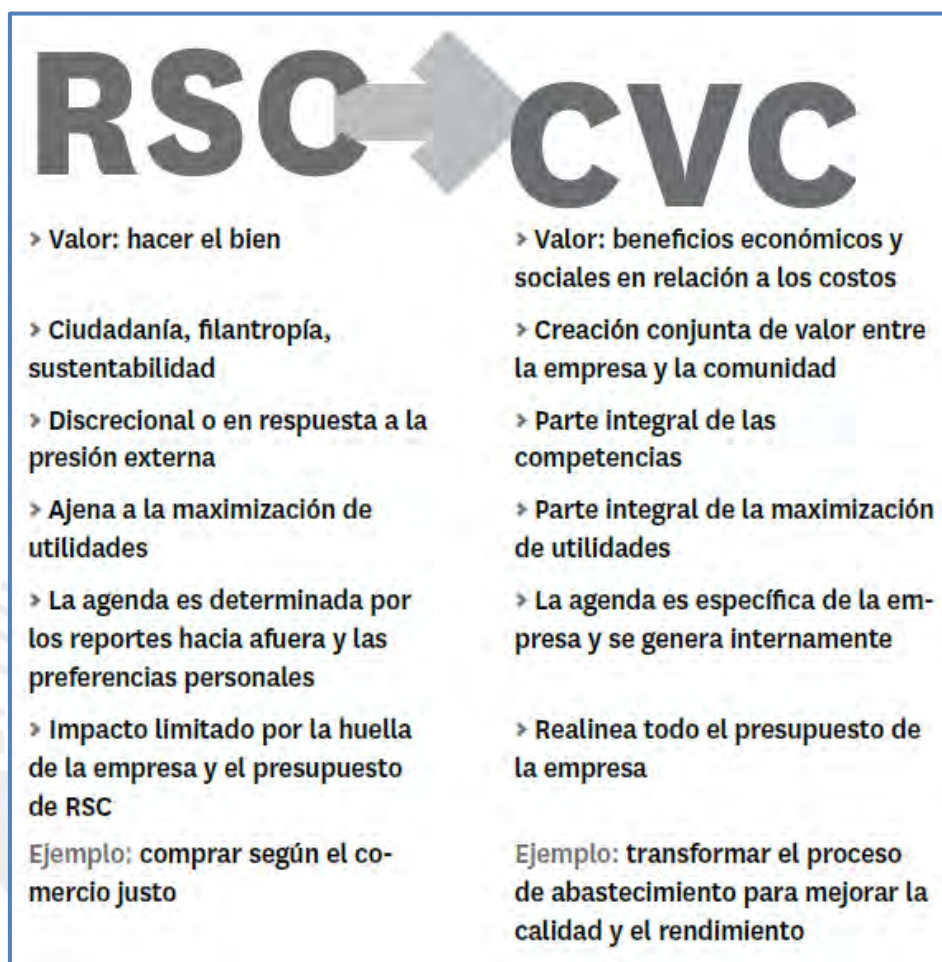 RSC CVC
> Valor: hacer el bien
> Valor: beneficios económicos y
sociales en relación a los costos
> Ciudadanía, filantropía,
sustentabilidad
> Creación conjunta de valor entre
la empresa y la comunidad
> Discrecional o en respuesta a la
presión externa
> Parte integral de las
competencias
> Ajena a la maximización de
utilidades
> Parte integral de la maximización
de utilidades
> La agenda es determinada por
los reportes hacia afuera y las
preferencias personales
> La agenda es específica de la em-
presa y se genera internamente
> Impacto limitado por la huella
de la empresa y el presupuesto
de RSC
> Realinea todo el presupuesto de
la empresa
Ejemplo: comprar según el co-
mercio justo
Ejemplo: transformar el proceso
de abastecimiento para mejorar la
calidad y el rendimiento